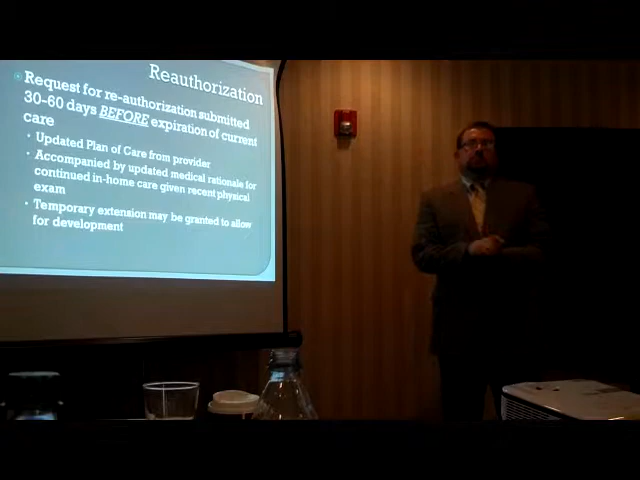 Reauthorization
Request for re-authorization submitted
30-60 days BEFORE expiration of current
care
Updated Plan of Care from provider
Accompanied by updated medical rationale for
continued in-home care given recent physical
exam
Temporary extension may be granted to allow
for development